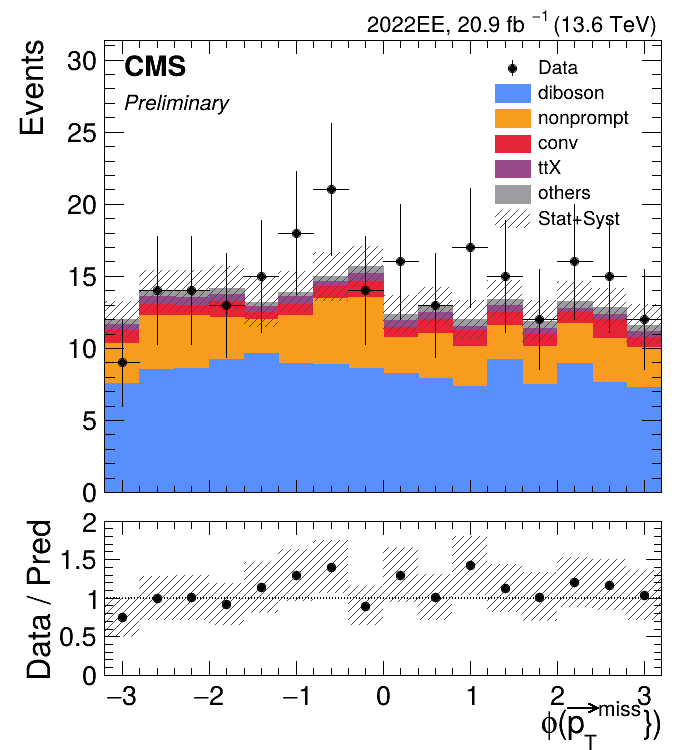 2022EE, 20.9 fb⁻¹ (13.6 TeV)
CMS
Preliminary
Events
30
25
20
15
10
5
0
Data
diboson
nonprompt
conv
ttX
others
Stat+Syst
Data / Pred
2
1.5
1
0.5
0
−3 −2 −1 0 1 2 3
ϕ(p⃗_T^miss})